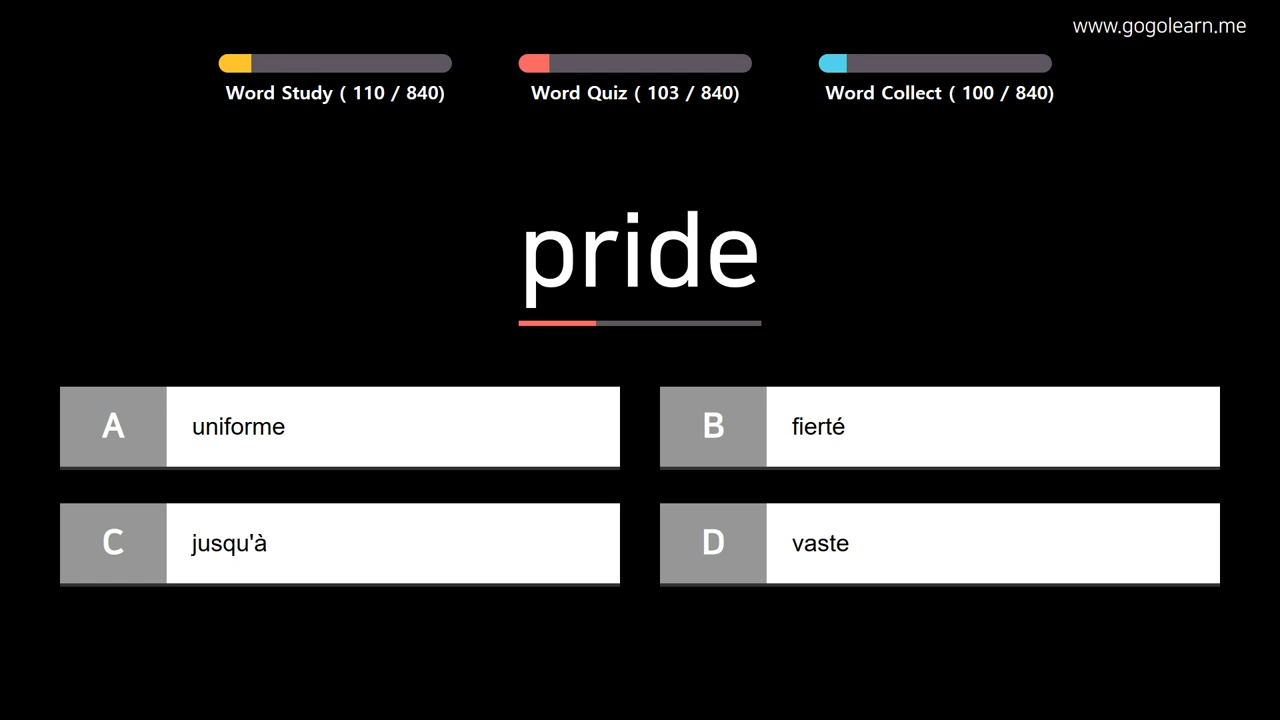 www.gogolearn.me
Word Study ( 110 / 840)
Word Quiz ( 103 / 840)
Word Collect ( 100 / 840)
pride
A uniforme
B fierté
C jusqu'à
D vaste